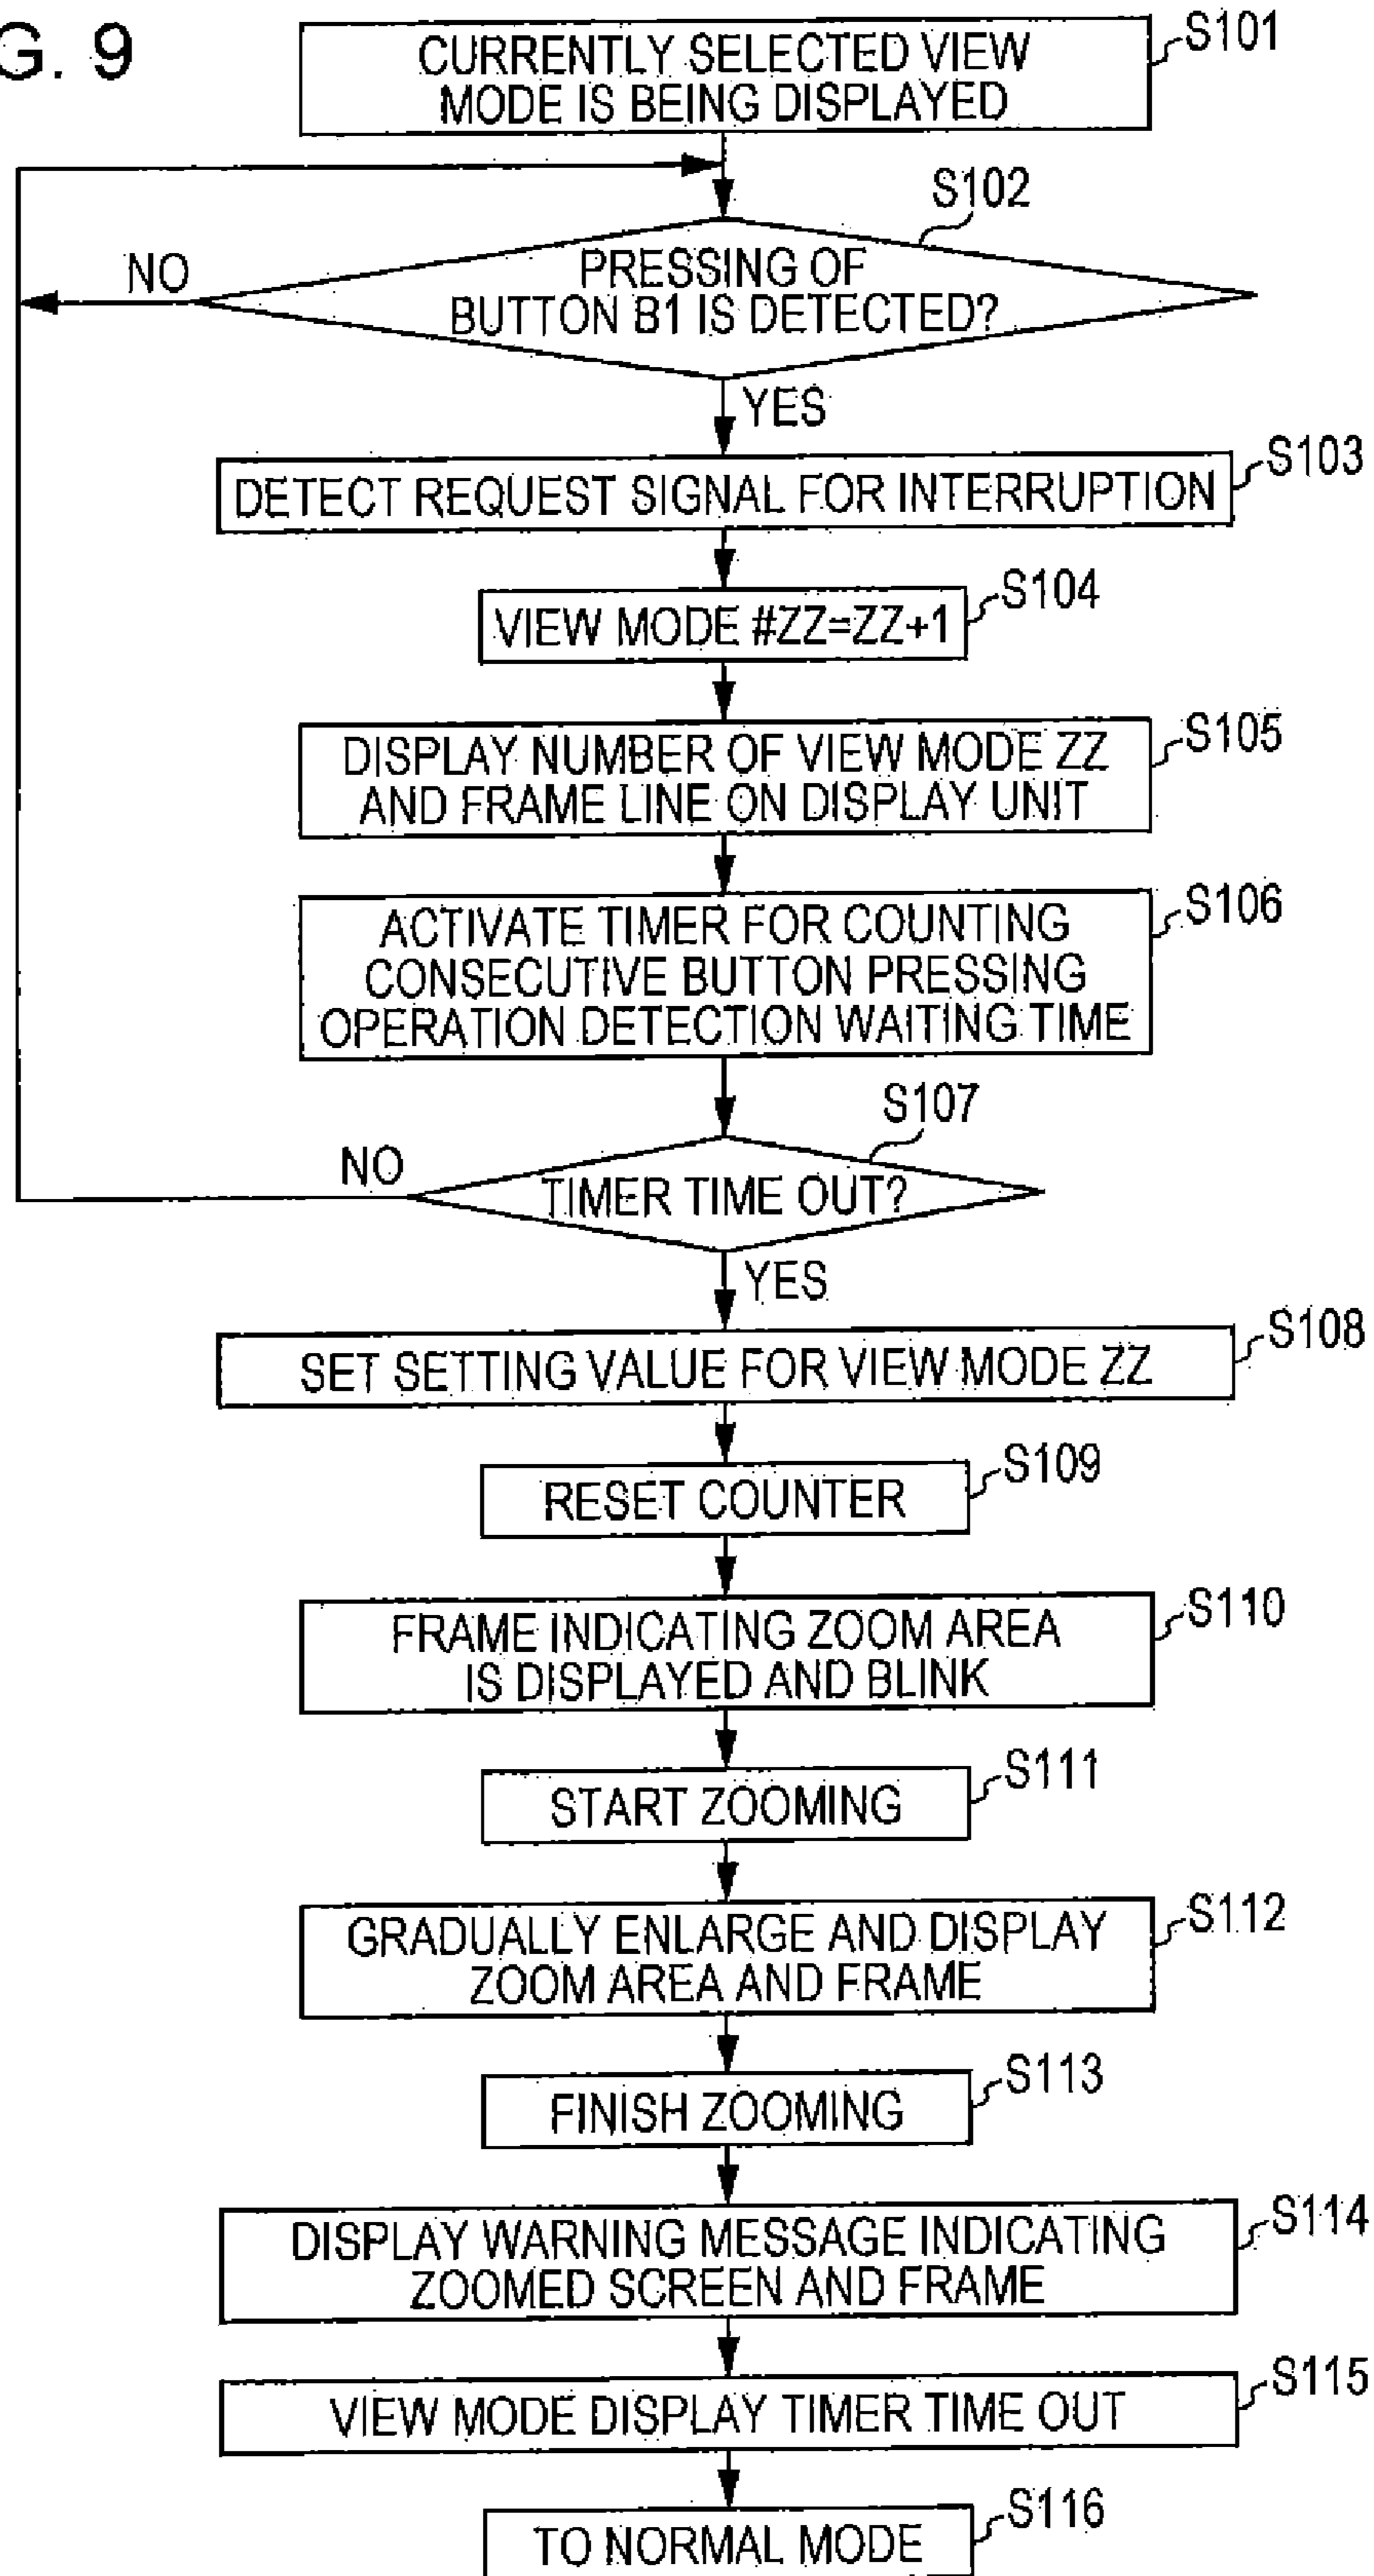 G. 9
CURRENTLY SELECTED VIEW
MODE IS BEING DISPLAYED
S101
S102
PRESSING OF
BUTTON B1 IS DETECTED?
NO
YES
S103
DETECT REQUEST SIGNAL FOR INTERRUPTION
S104
VIEW MODE #ZZ=ZZ+1
S105
DISPLAY NUMBER OF VIEW MODE ZZ
AND FRAME LINE ON DISPLAY UNIT
S106
ACTIVATE TIMER FOR COUNTING
CONSECUTIVE BUTTON PRESSING
OPERATION DETECTION WAITING TIME
S107
NO
TIMER TIME OUT?
YES
S108
SET SETTING VALUE FOR VIEW MODE ZZ
S109
RESET COUNTER
S110
FRAME INDICATING ZOOM AREA
IS DISPLAYED AND BLINK
S111
START ZOOMING
S112
GRADUALLY ENLARGE AND DISPLAY
ZOOM AREA AND FRAME
S113
FINISH ZOOMING
S114
DISPLAY WARNING MESSAGE INDICATING
ZOOMED SCREEN AND FRAME
S115
VIEW MODE DISPLAY TIMER TIME OUT
S116
TO NORMAL MODE